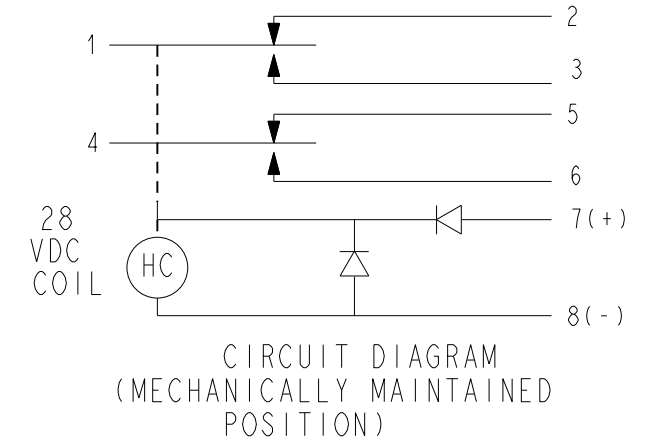 1
2
3
4
5
6
28
VDC
COIL
HC
7(+)
8(-)
CIRCUIT DIAGRAM
(MECHANICALLY MAINTAINED
POSITION)